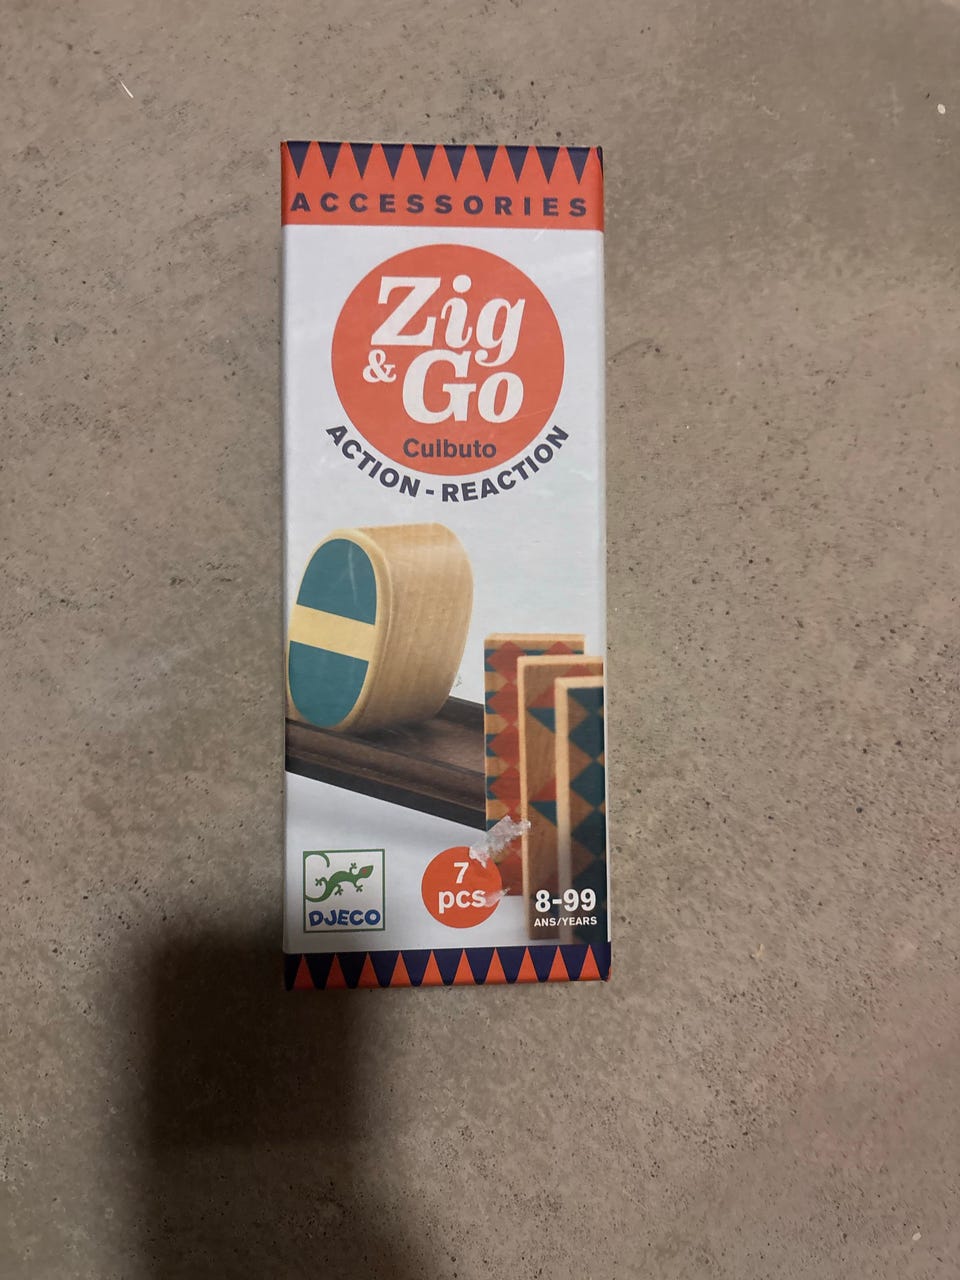 ACCESSORIES
Zig
& Go
Culbuto
ACTION - REACTION
DJECO
7
pcs
8-99
ANS/YEARS